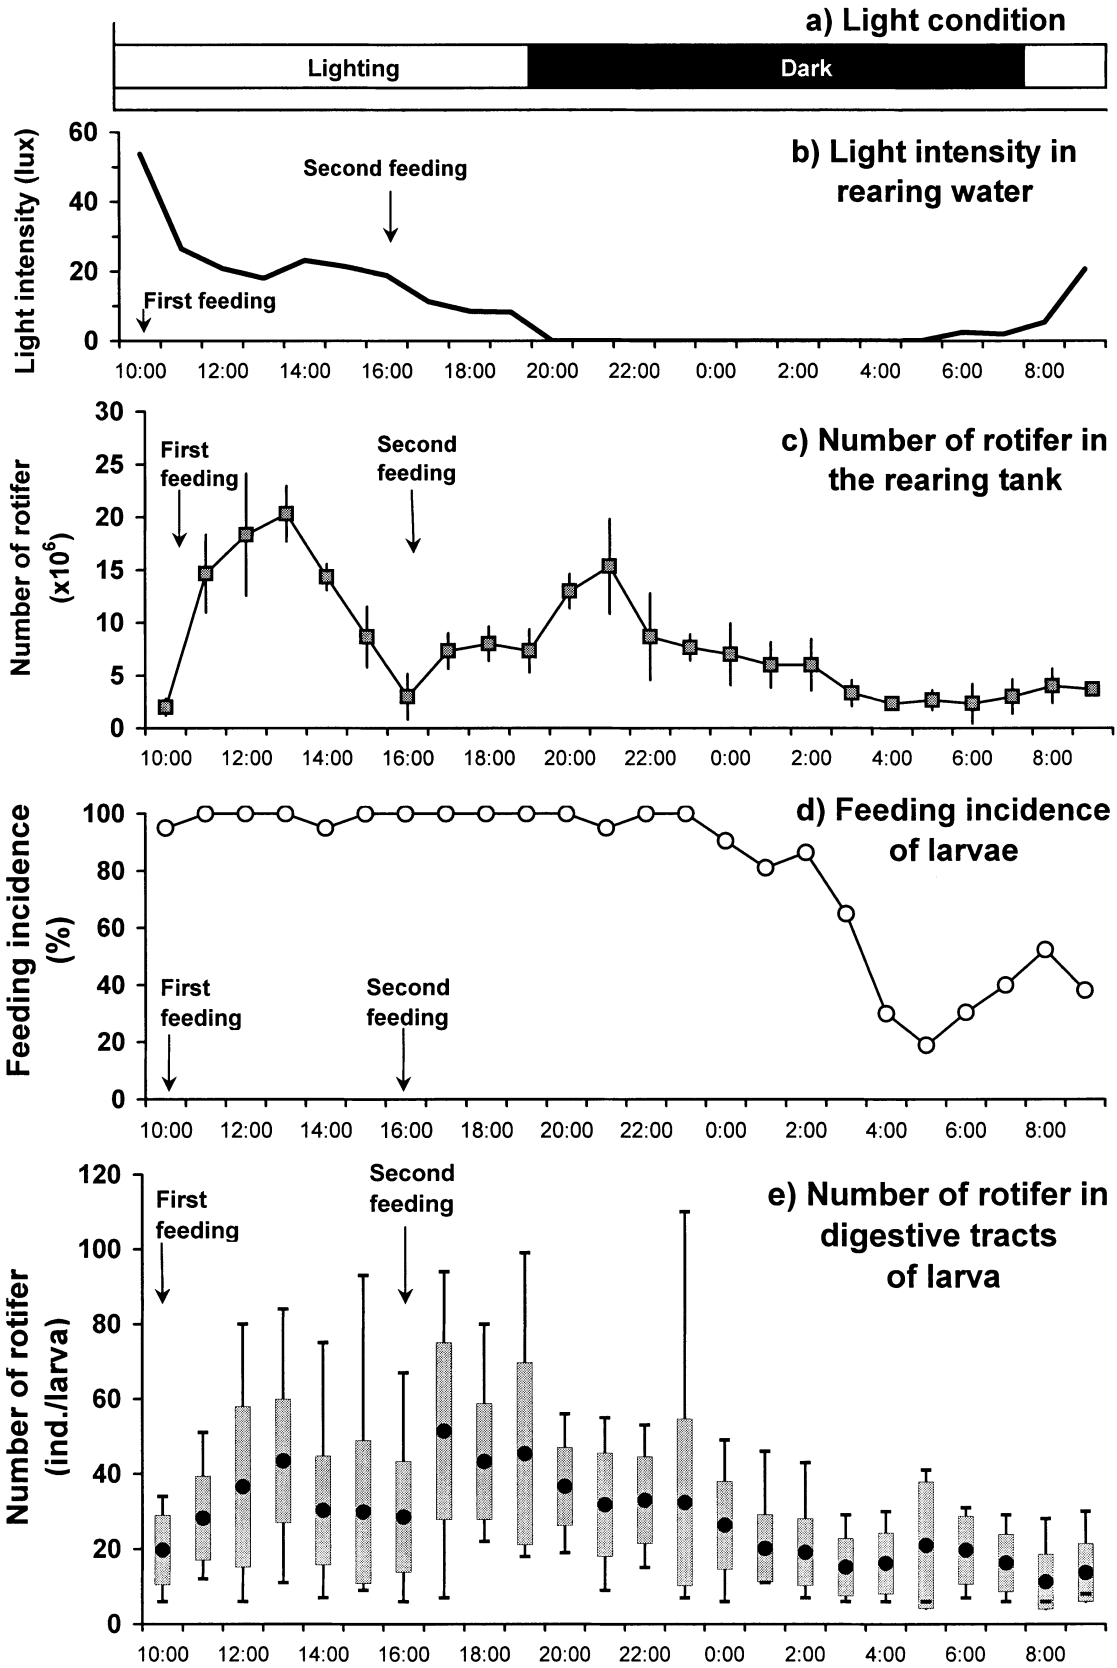 a) Light condition
Lighting
Dark
b) Light intensity in
rearing water
Light intensity (lux)
60
40
20
0
Second feeding
First feeding
10:00 12:00 14:00 16:00 18:00 20:00 22:00 0:00 2:00 4:00 6:00 8:00
c) Number of rotifer in
the rearing tank
Number of rotifer
(x10⁶)
30
25
20
15
10
5
0
First
feeding
Second
feeding
10:00 12:00 14:00 16:00 18:00 20:00 22:00 0:00 2:00 4:00 6:00 8:00
d) Feeding incidence
of larvae
Feeding incidence
(%)
100
80
60
40
20
0
First
feeding
Second
feeding
10:00 12:00 14:00 16:00 18:00 20:00 22:00 0:00 2:00 4:00 6:00 8:00
e) Number of rotifer in
digestive tracts
of larva
Number of rotifer
(ind./larva)
120
100
80
60
40
20
0
First
feeding
Second
feeding
10:00 12:00 14:00 16:00 18:00 20:00 22:00 0:00 2:00 4:00 6:00 8:00